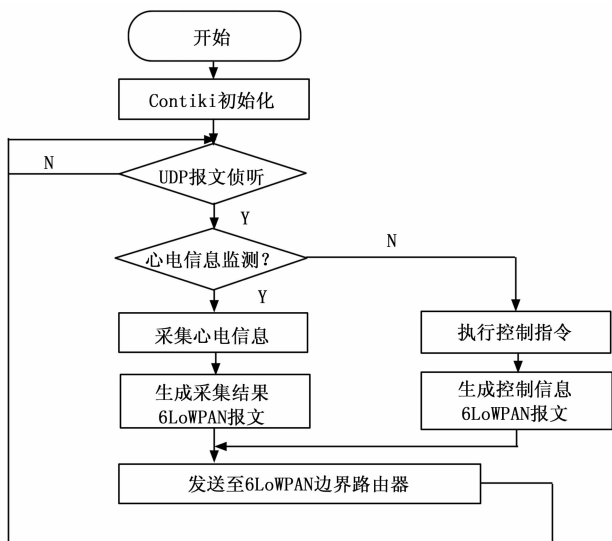 开始
Contiki初始化
N
UDP报文侦听
Y
心电信息监测?
N
Y
采集心电信息
执行控制指令
生成采集结果
6LoWPAN报文
生成控制信息
6LoWPAN报文
发送至6LoWPAN边界路由器